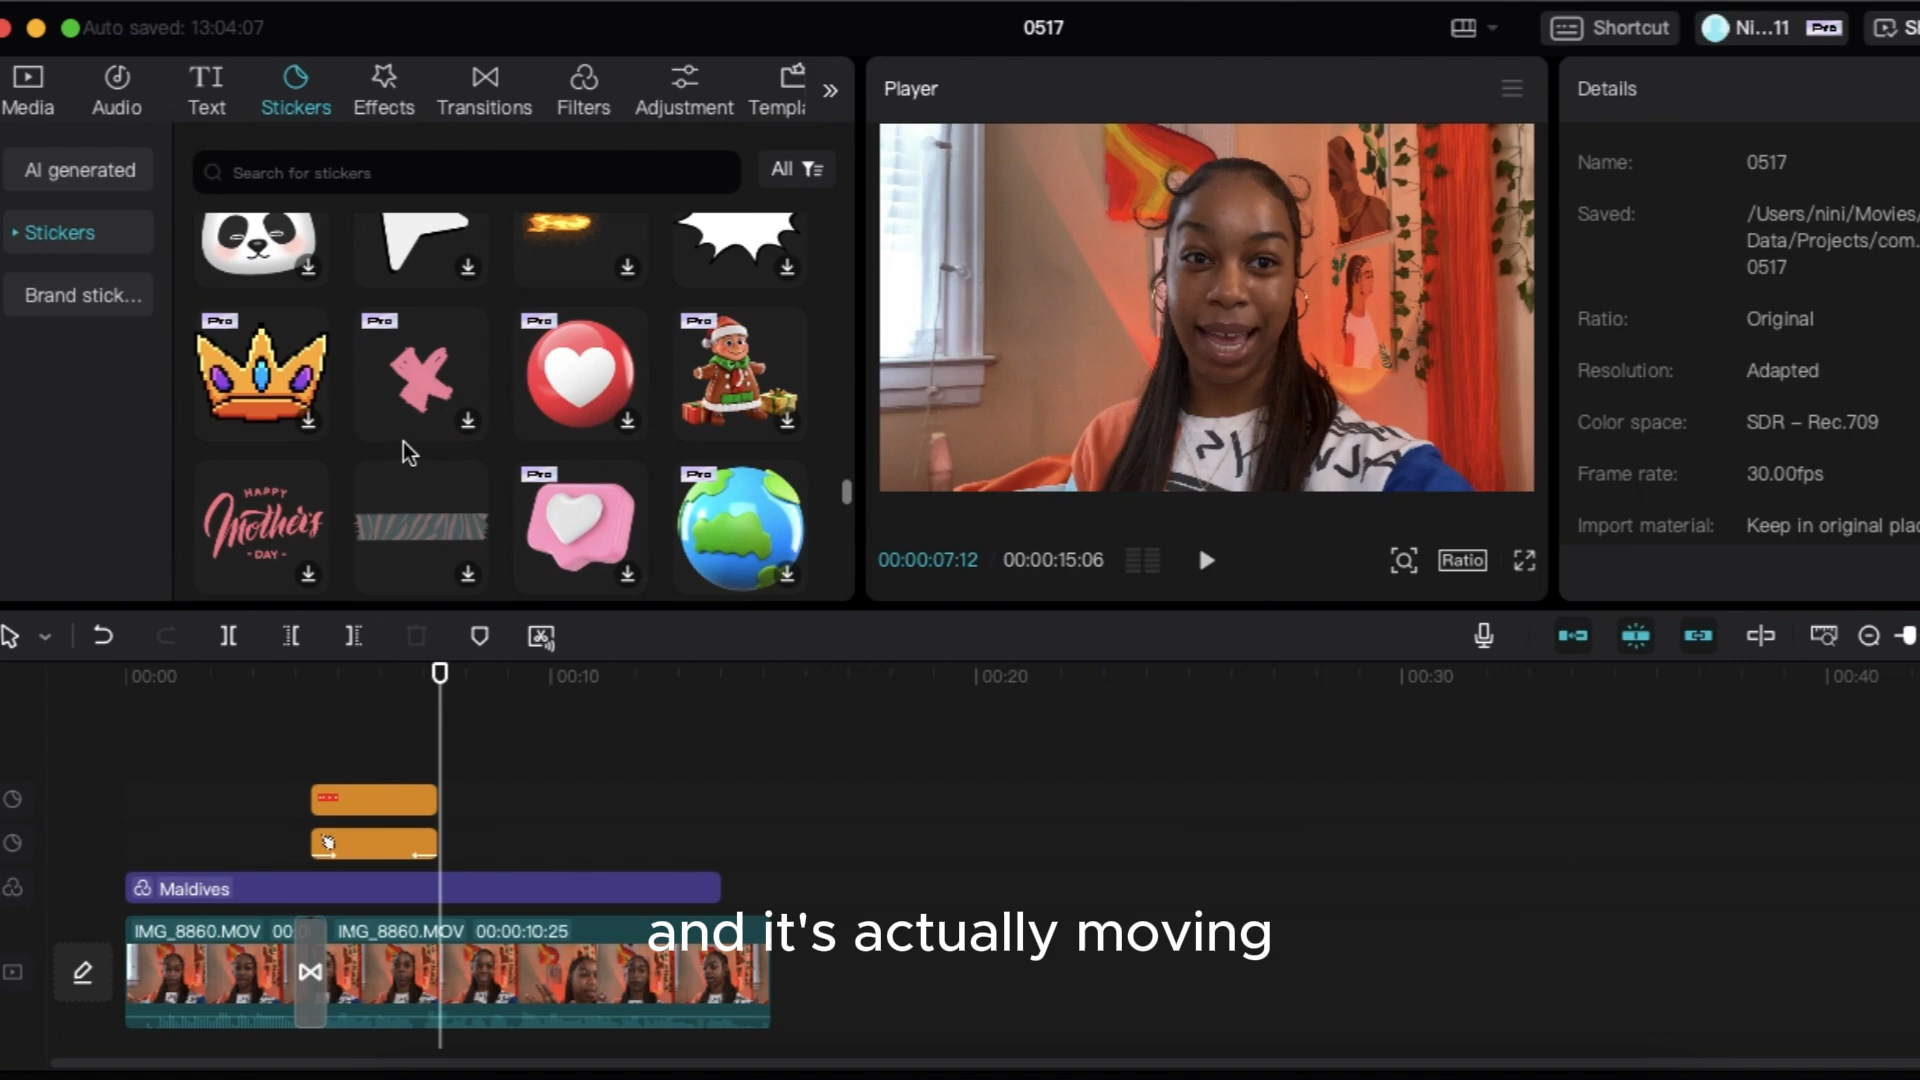 Auto saved: 13:04:07
0517
Shortcut
Ni...11 Pro
Media
Audio
TI
Text
Stickers
Effects
Transitions
Filters
Adjustment
Templa
Player
Details
AI generated
Stickers
Brand stick...
Search for stickers
All
Pro
Pro
Pro
Pro
HAPPY
Mother's
-DAY-
Pro
Pro
Name: 0517
Saved: /Users/nini/Movies/
Data/Projects/com.
0517
Ratio: Original
Resolution: Adapted
Color space: SDR – Rec.709
Frame rate: 30.00fps
Import material: Keep in original plac
00:00:07:12 00:00:15:06
Ratio
00:00
00:10
00:20
00:30
00:40
Maldives
IMG_8860.MOV 00:0
IMG_8860.MOV 00:00:10:25
and it's actually moving